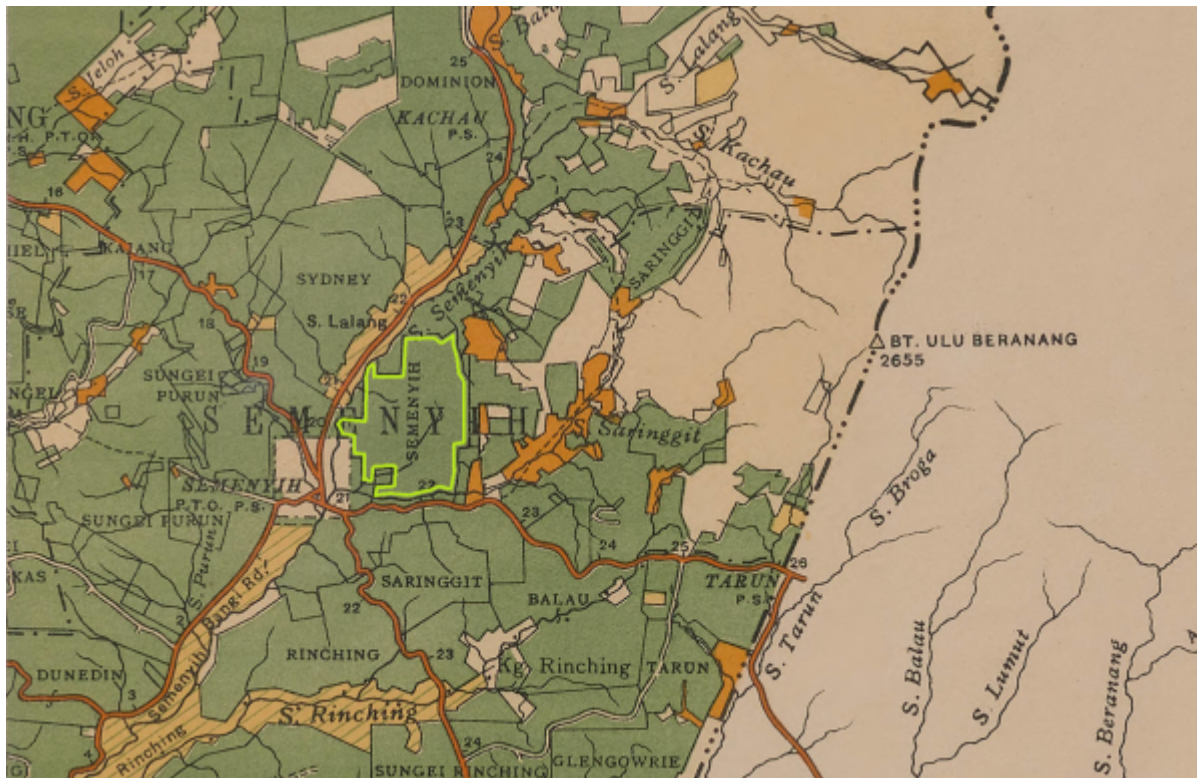 S. Jeloh
NG
P.T.O.
16
KAJANG
17
18
19
SUNGEI
PURUN
20
25
DOMINION
KACHAU
P.S.
24
23
SYDNEY
22
S. Lalang
S. Semenyih
21
S. Lalang
S. Kachau
SARINGGIT
BT. ULU BERANANG
2655
SEMENYIH
SEMENYIH
Saringgit
SEMENYIH
P.T.O. P.S.
21
22
SUNGEI PURUN
S. Purun
KAS
SARINGGIT
23
24
25
26
TARUN
P.S.
BALAU
22
RINCHING
23
Kg. Rinching
TARUN
S. Tarun
S. Broga
S. Balau
S. Lumut
S. Beranang
DUNEDIN
2
3
4
Semenyih Bangi Rd.
Rinching
S. Rinching
24
SUNGEI RINCHING
GLENGOWRIE